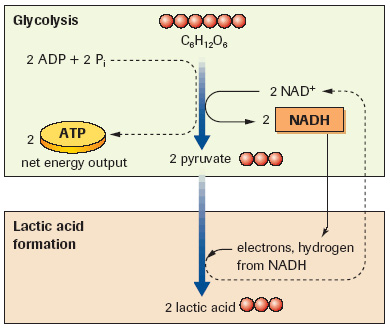 Glycolysis
C₆H₁₂O₆
2 ADP + 2 Pᵢ
2 NAD⁺
2 NADH
2 ATP
net energy output
2 pyruvate
Lactic acid
formation
electrons, hydrogen
from NADH
2 lactic acid